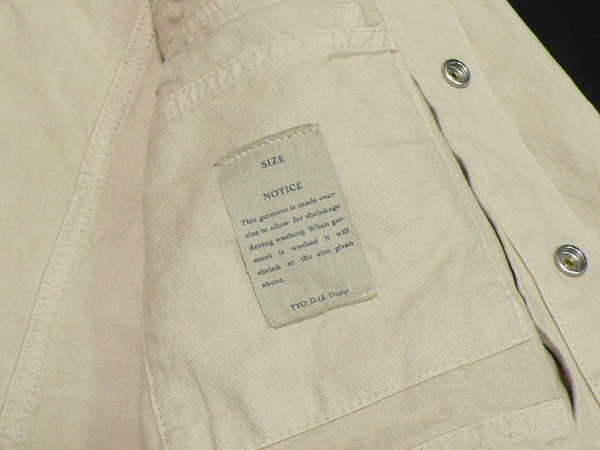 SIZE
NOTICE
This garment is made over-
size to allow for shrinkage
during washing. When gar-
ment is washed it will
shrink to the size given
above.
TYO. D.I.I. Depot